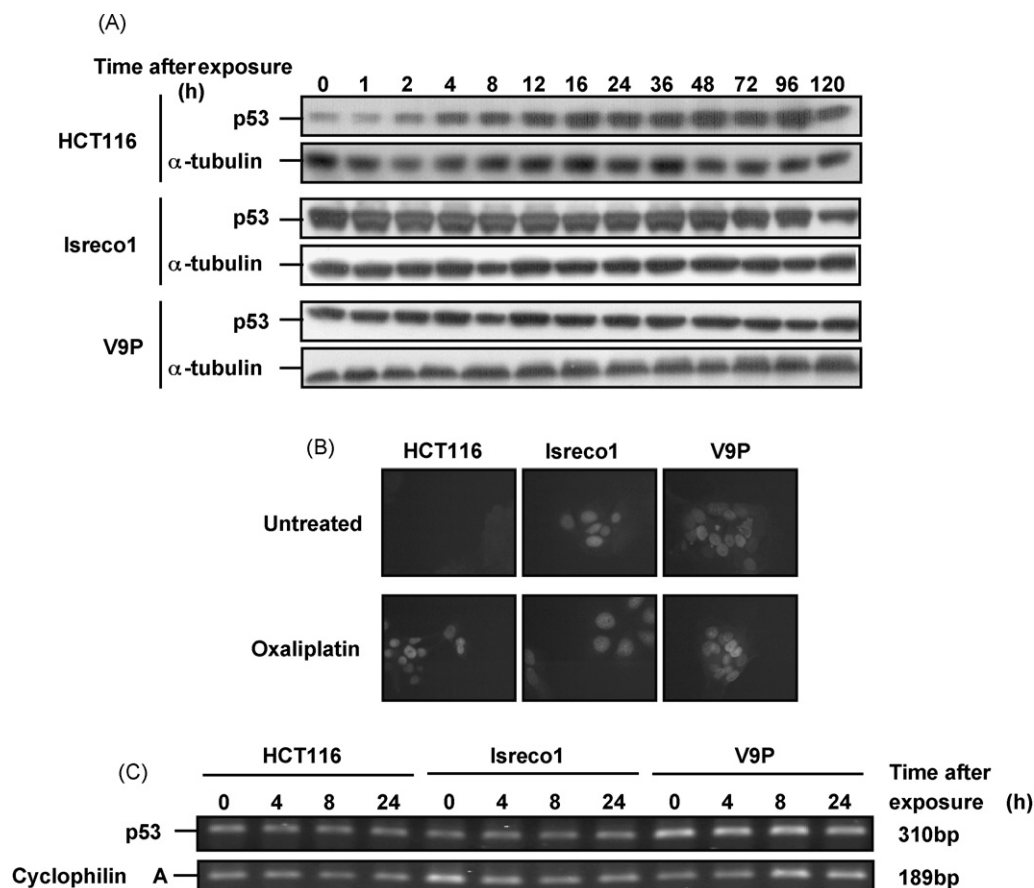 (A)
Time after exposure
(h)
0 1 2 4 8 12 16 24 36 48 72 96 120
HCT116
p53
α-tubulin
Isreco1
p53
α-tubulin
V9P
p53
α-tubulin
(B)
HCT116 Isreco1 V9P
Untreated
Oxaliplatin
(C)
HCT116 Isreco1 V9P
Time after
exposure (h)
0 4 8 24 0 4 8 24 0 4 8 24
p53 310bp
Cyclophilin A 189bp